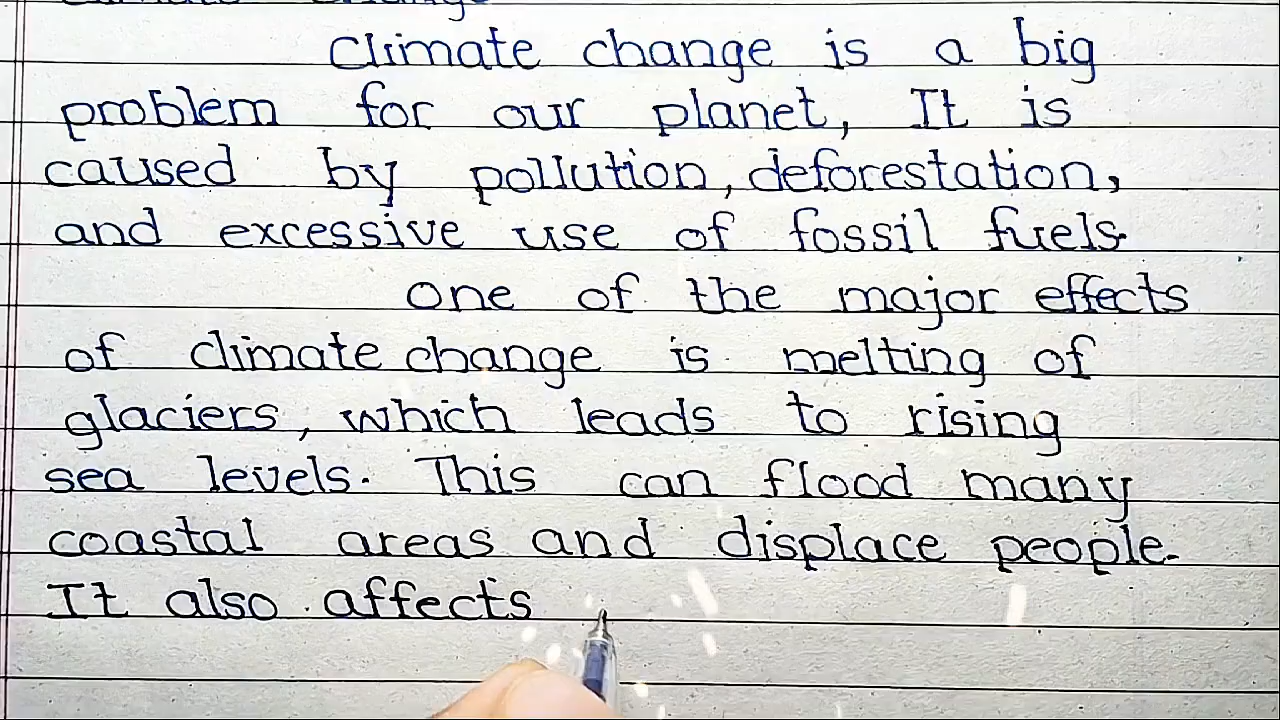 Climate Change
Climate change is a big
problem for our planet, It is
caused by pollution, deforestation,
and excessive use of fossil fuels.
One of the major effects
of climate change is melting of
glaciers, which leads to rising
sea levels. This can flood many
coastal areas and displace people.
It also affects